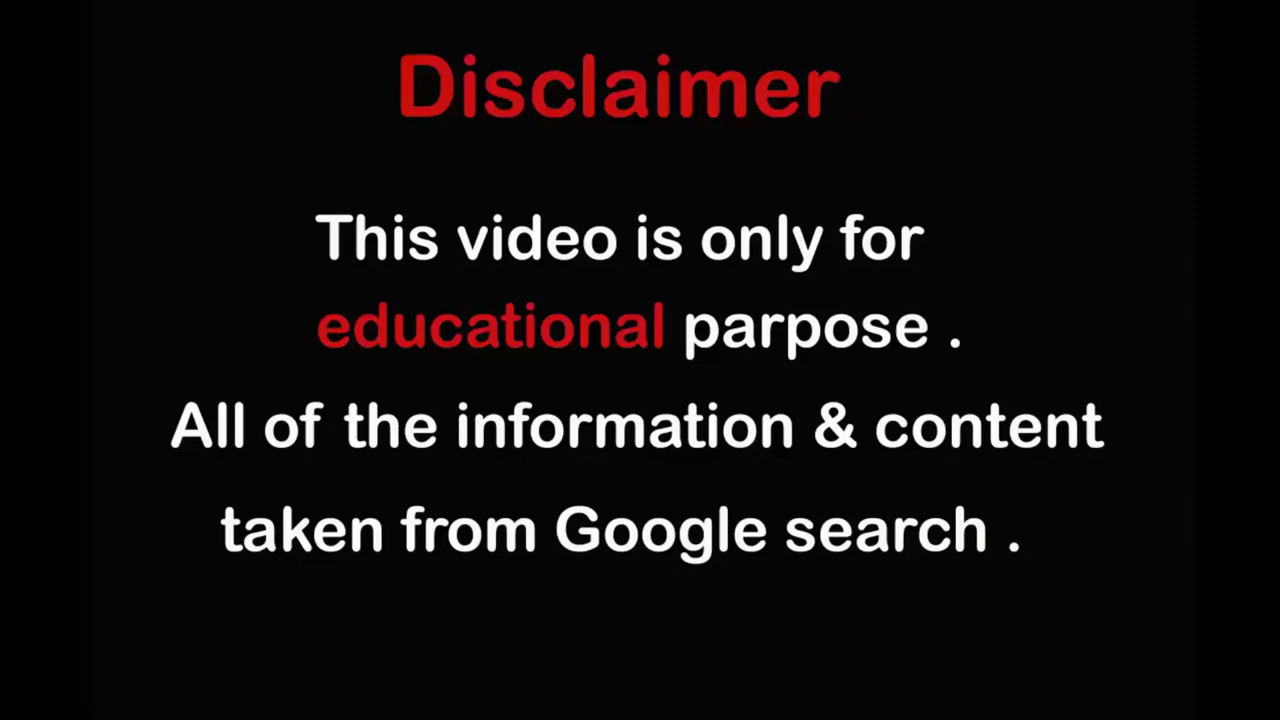 Disclaimer
This video is only for
educational parpose .
All of the information & content
taken from Google search .